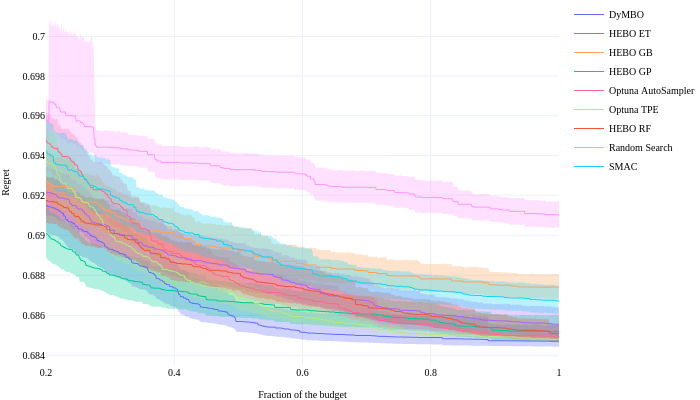 0.7
0.698
0.696
0.694
0.692
0.69
0.688
0.686
0.684
Regret
0.2
0.4
0.6
0.8
1
Fraction of the budget
DyMBO
HEBO ET
HEBO GB
HEBO GP
Optuna AutoSampler
Optuna TPE
HEBO RF
Random Search
SMAC